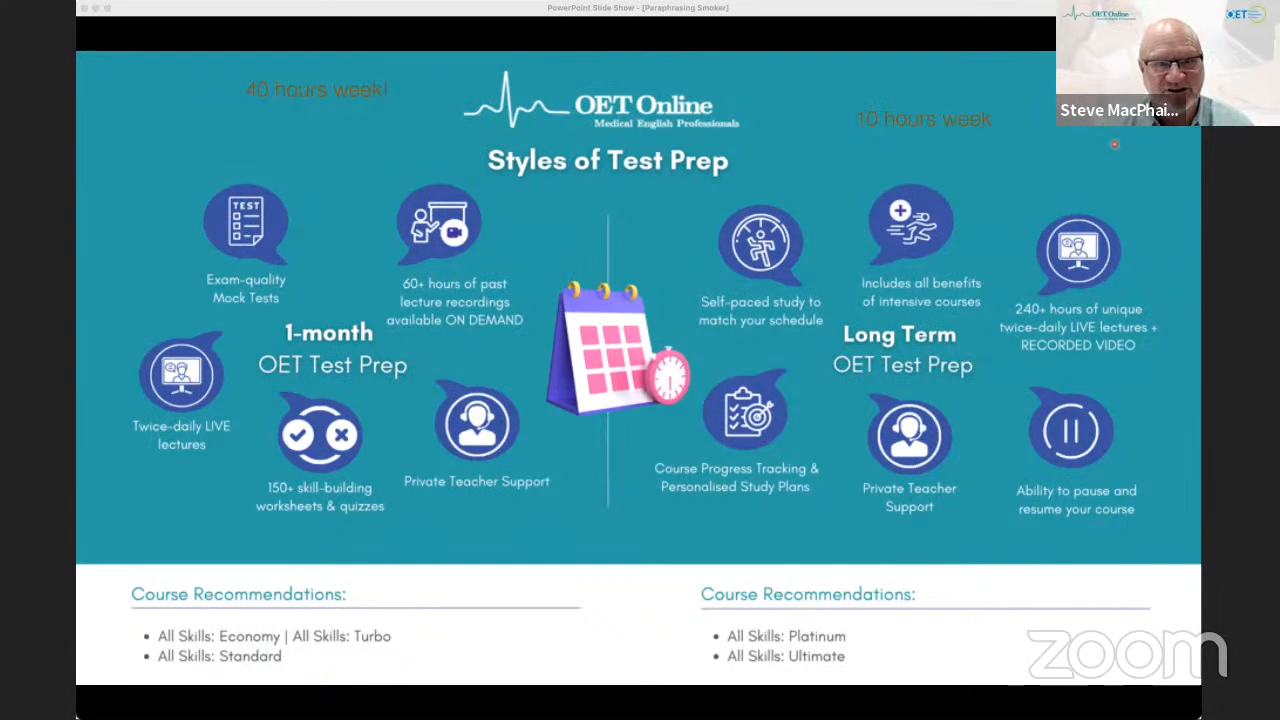 PowerPoint Slide Show - [Paraphrasing Smoker]
OET Online
OET
Steve MacPhai...
40 hours week!
OET Online
Medical English Professionals
10 hours week
Styles of Test Prep
TEST
Exam-quality
Mock Tests
60+ hours of past
lecture recordings
available ON DEMAND
1-month
OET Test Prep
Twice-daily LIVE
lectures
150+ skill-building
worksheets & quizzes
Private Teacher Support
Self-paced study to
match your schedule
Includes all benefits
of intensive courses
240+ hours of unique
twice-daily LIVE lectures +
RECORDED VIDEO
Long Term
OET Test Prep
Course Progress Tracking &
Personalised Study Plans
Private Teacher
Support
Ability to pause and
resume your course
Course Recommendations:
• All Skills: Economy | All Skills: Turbo
• All Skills: Standard
Course Recommendations:
• All Skills: Platinum
• All Skills: Ultimate
zoom